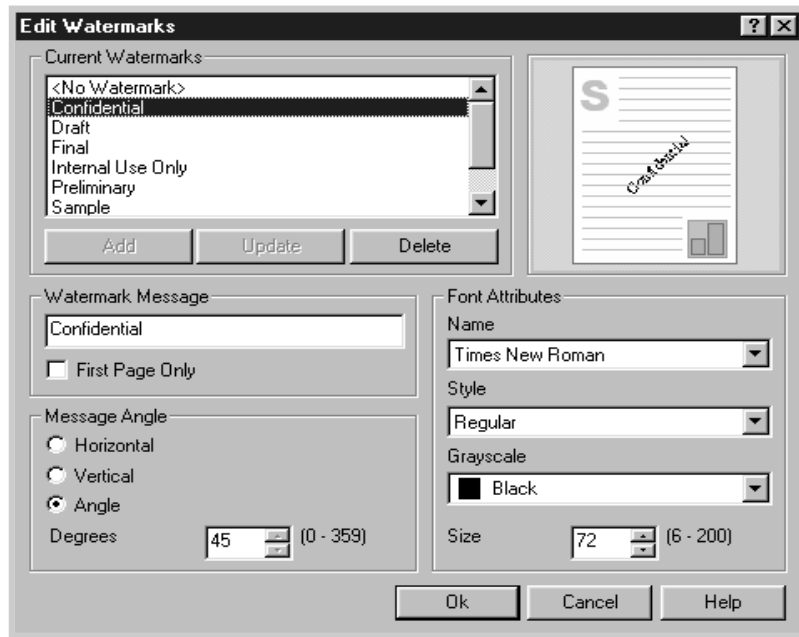 Edit Watermarks
Current Watermarks
<No Watermark>
Confidential
Draft
Final
Internal Use Only
Preliminary
Sample
Add
Update
Delete
S
Confidential
Watermark Message
Confidential
First Page Only
Message Angle
Horizontal
Vertical
Angle
Degrees
45
(0 - 359)
Font Attributes
Name
Times New Roman
Style
Regular
Grayscale
Black
Size
72
(6 - 200)
Ok
Cancel
Help